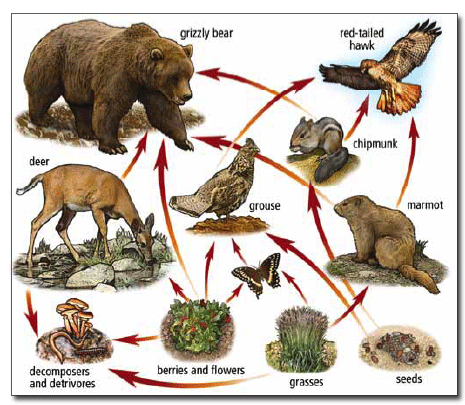 grizzly bear
red-tailed
hawk
chipmunk
deer
grouse
marmot
decomposers
and detrivores
berries and flowers
grasses
seeds